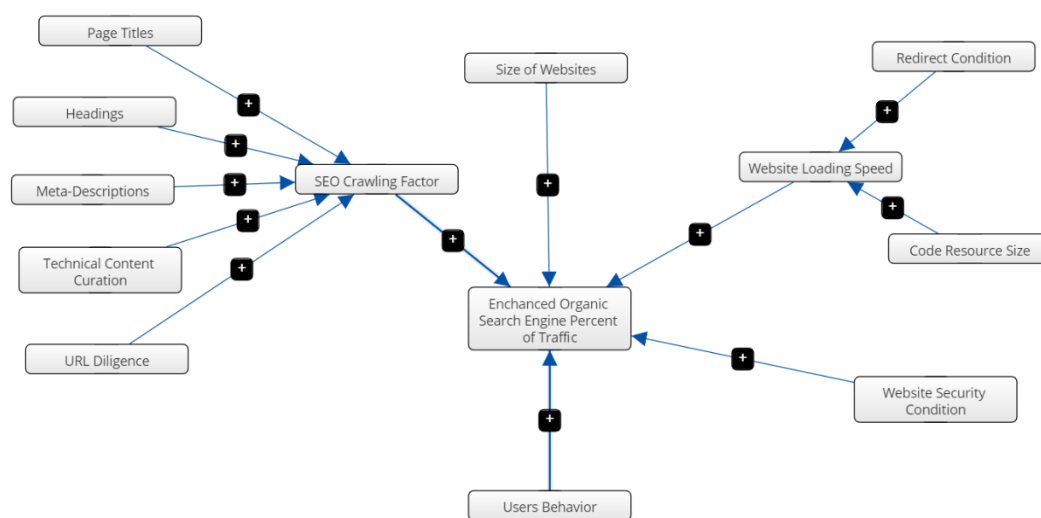 Page Titles
Size of Websites
Redirect Condition
Headings
Website Loading Speed
Meta-Descriptions
SEO Crawling Factor
Technical Content
Curation
Code Resource Size
Enchanced Organic
Search Engine Percent
of Traffic
URL Diligence
Website Security
Condition
Users Behavior
+
+
+
+
+
+
+
+
+
+
+
+